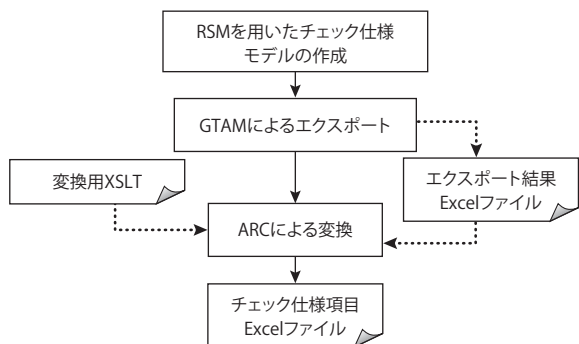 RSMを用いたチェック仕様
モデルの作成
GTAMによるエクスポート
変換用XSLT
エクスポート結果
Excelファイル
ARCによる変換
チェック仕様項目
Excelファイル